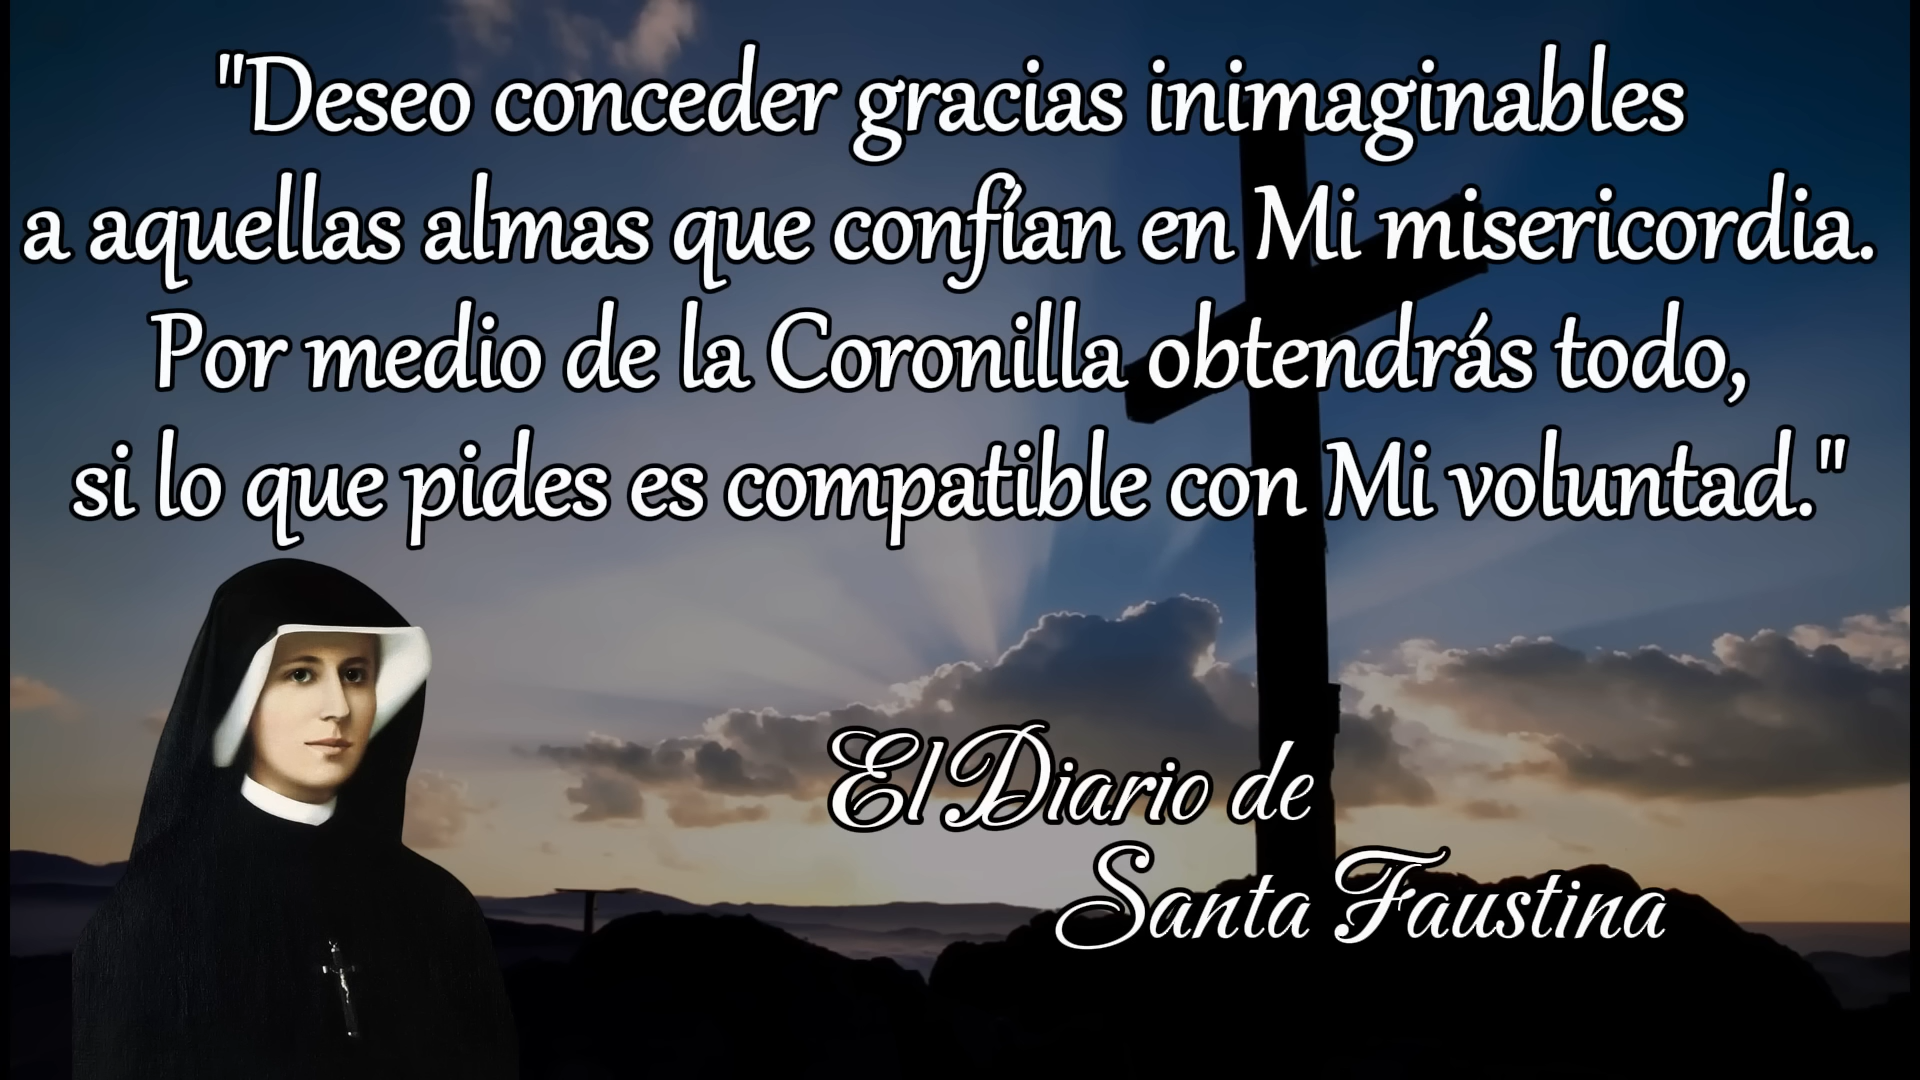 "Deseo conceder gracias inimaginables
a aquellas almas que confían en Mi misericordia.
Por medio de la Coronilla obtendrás todo,
si lo que pides es compatible con Mi voluntad."
El Diario de
Santa Faustina